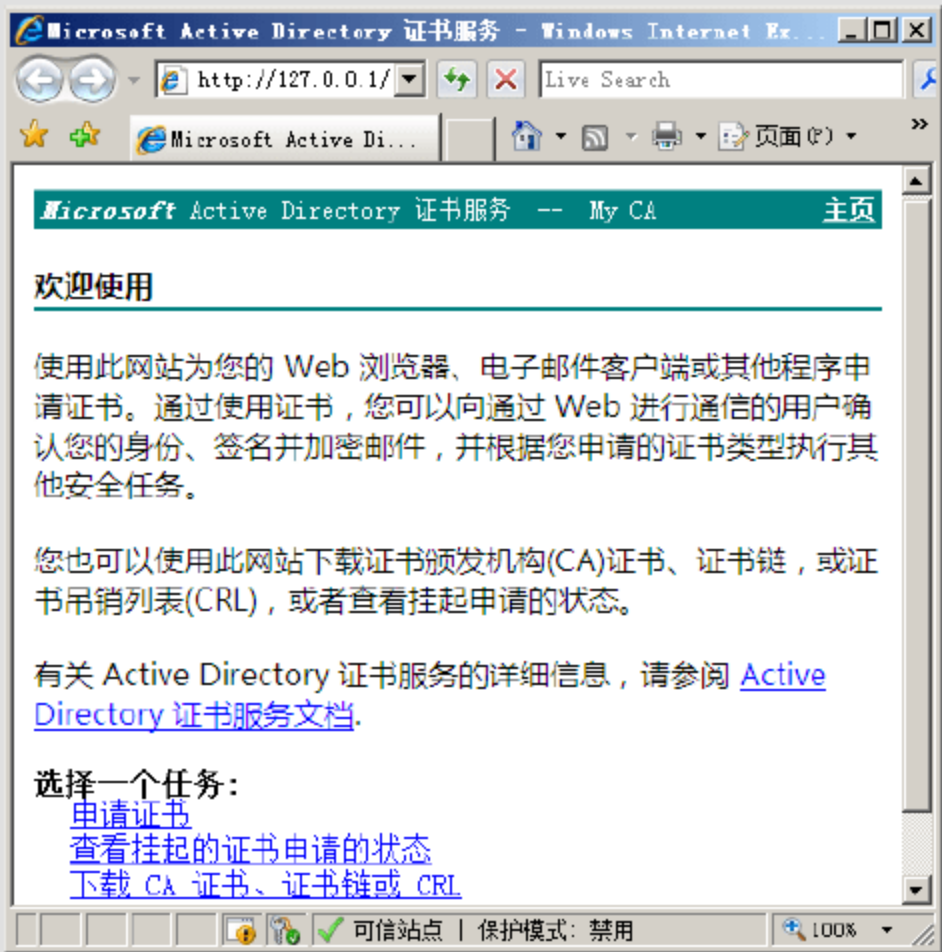 Microsoft Active Directory 证书服务 - Windows Internet Ex...
http://127.0.0.1/
Live Search
Microsoft Active Di...
页面(P)
Microsoft Active Directory 证书服务 -- My CA 主页
欢迎使用
使用此网站为您的 Web 浏览器、电子邮件客户端或其他程序申
请证书。通过使用证书，您可以向通过 Web 进行通信的用户确
认您的身份、签名并加密邮件，并根据您申请的证书类型执行其
他安全任务。
您也可以使用此网站下载证书颁发机构(CA)证书、证书链，或证
书吊销列表(CRL)，或者查看挂起申请的状态。
有关 Active Directory 证书服务的详细信息，请参阅 Active
Directory 证书服务文档.
选择一个任务:
申请证书
查看挂起的证书申请的状态
下载 CA 证书、证书链或 CRL
可信站点 | 保护模式: 禁用
100%